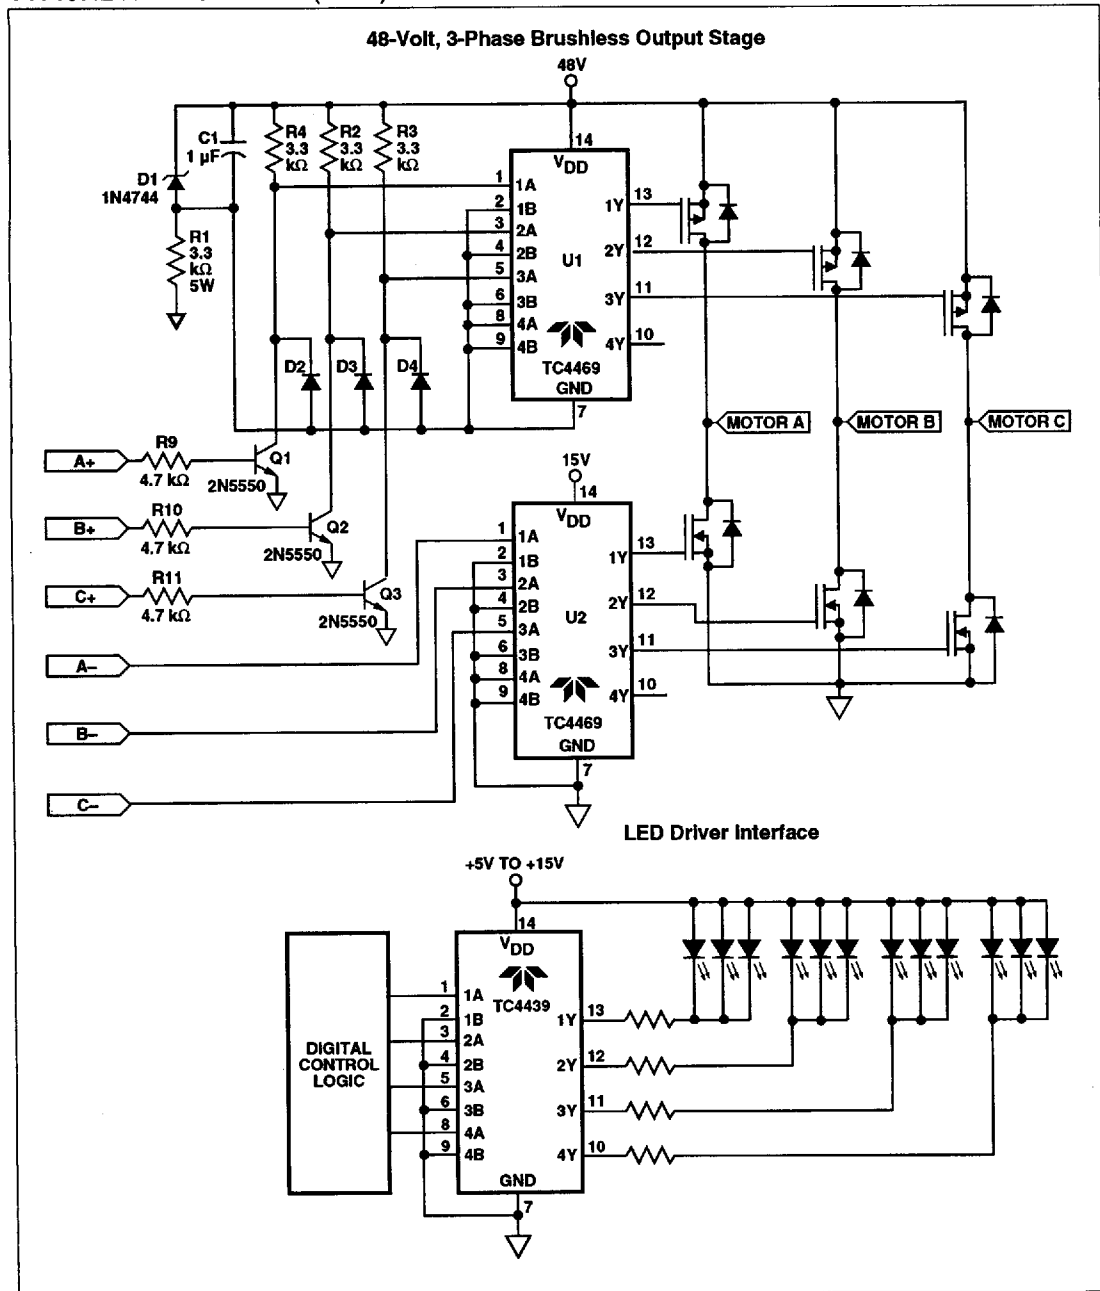 48-Volt, 3-Phase Brushless Output Stage
48V
C1
1 µF
R4
3.3
kΩ
R2
3.3
kΩ
R3
3.3
kΩ
D1
1N4744
R1
3.3
kΩ
5W
14
VDD
1 1A
2 1B
3 2A
4 2B
5 3A
6 3B
8 4A
9 4B
U1
1Y 13
2Y 12
3Y 11
4Y 10
TC4469
GND
7
D2
D3
D4
MOTOR A
MOTOR B
MOTOR C
A+
R9
4.7 kΩ
Q1
2N5550
B+
R10
4.7 kΩ
Q2
2N5550
C+
R11
4.7 kΩ
Q3
2N5550
A–
B–
C–
15V
14
VDD
1 1A
2 1B
3 2A
4 2B
5 3A
6 3B
8 4A
9 4B
U2
1Y 13
2Y 12
3Y 11
4Y 10
TC4469
GND
7
LED Driver Interface
+5V TO +15V
14
VDD
TC4439
DIGITAL
CONTROL
LOGIC
1 1A
2 1B
3 2A
4 2B
5 3A
6 3B
8 4A
9 4B
1Y 13
2Y 12
3Y 11
4Y 10
GND
7